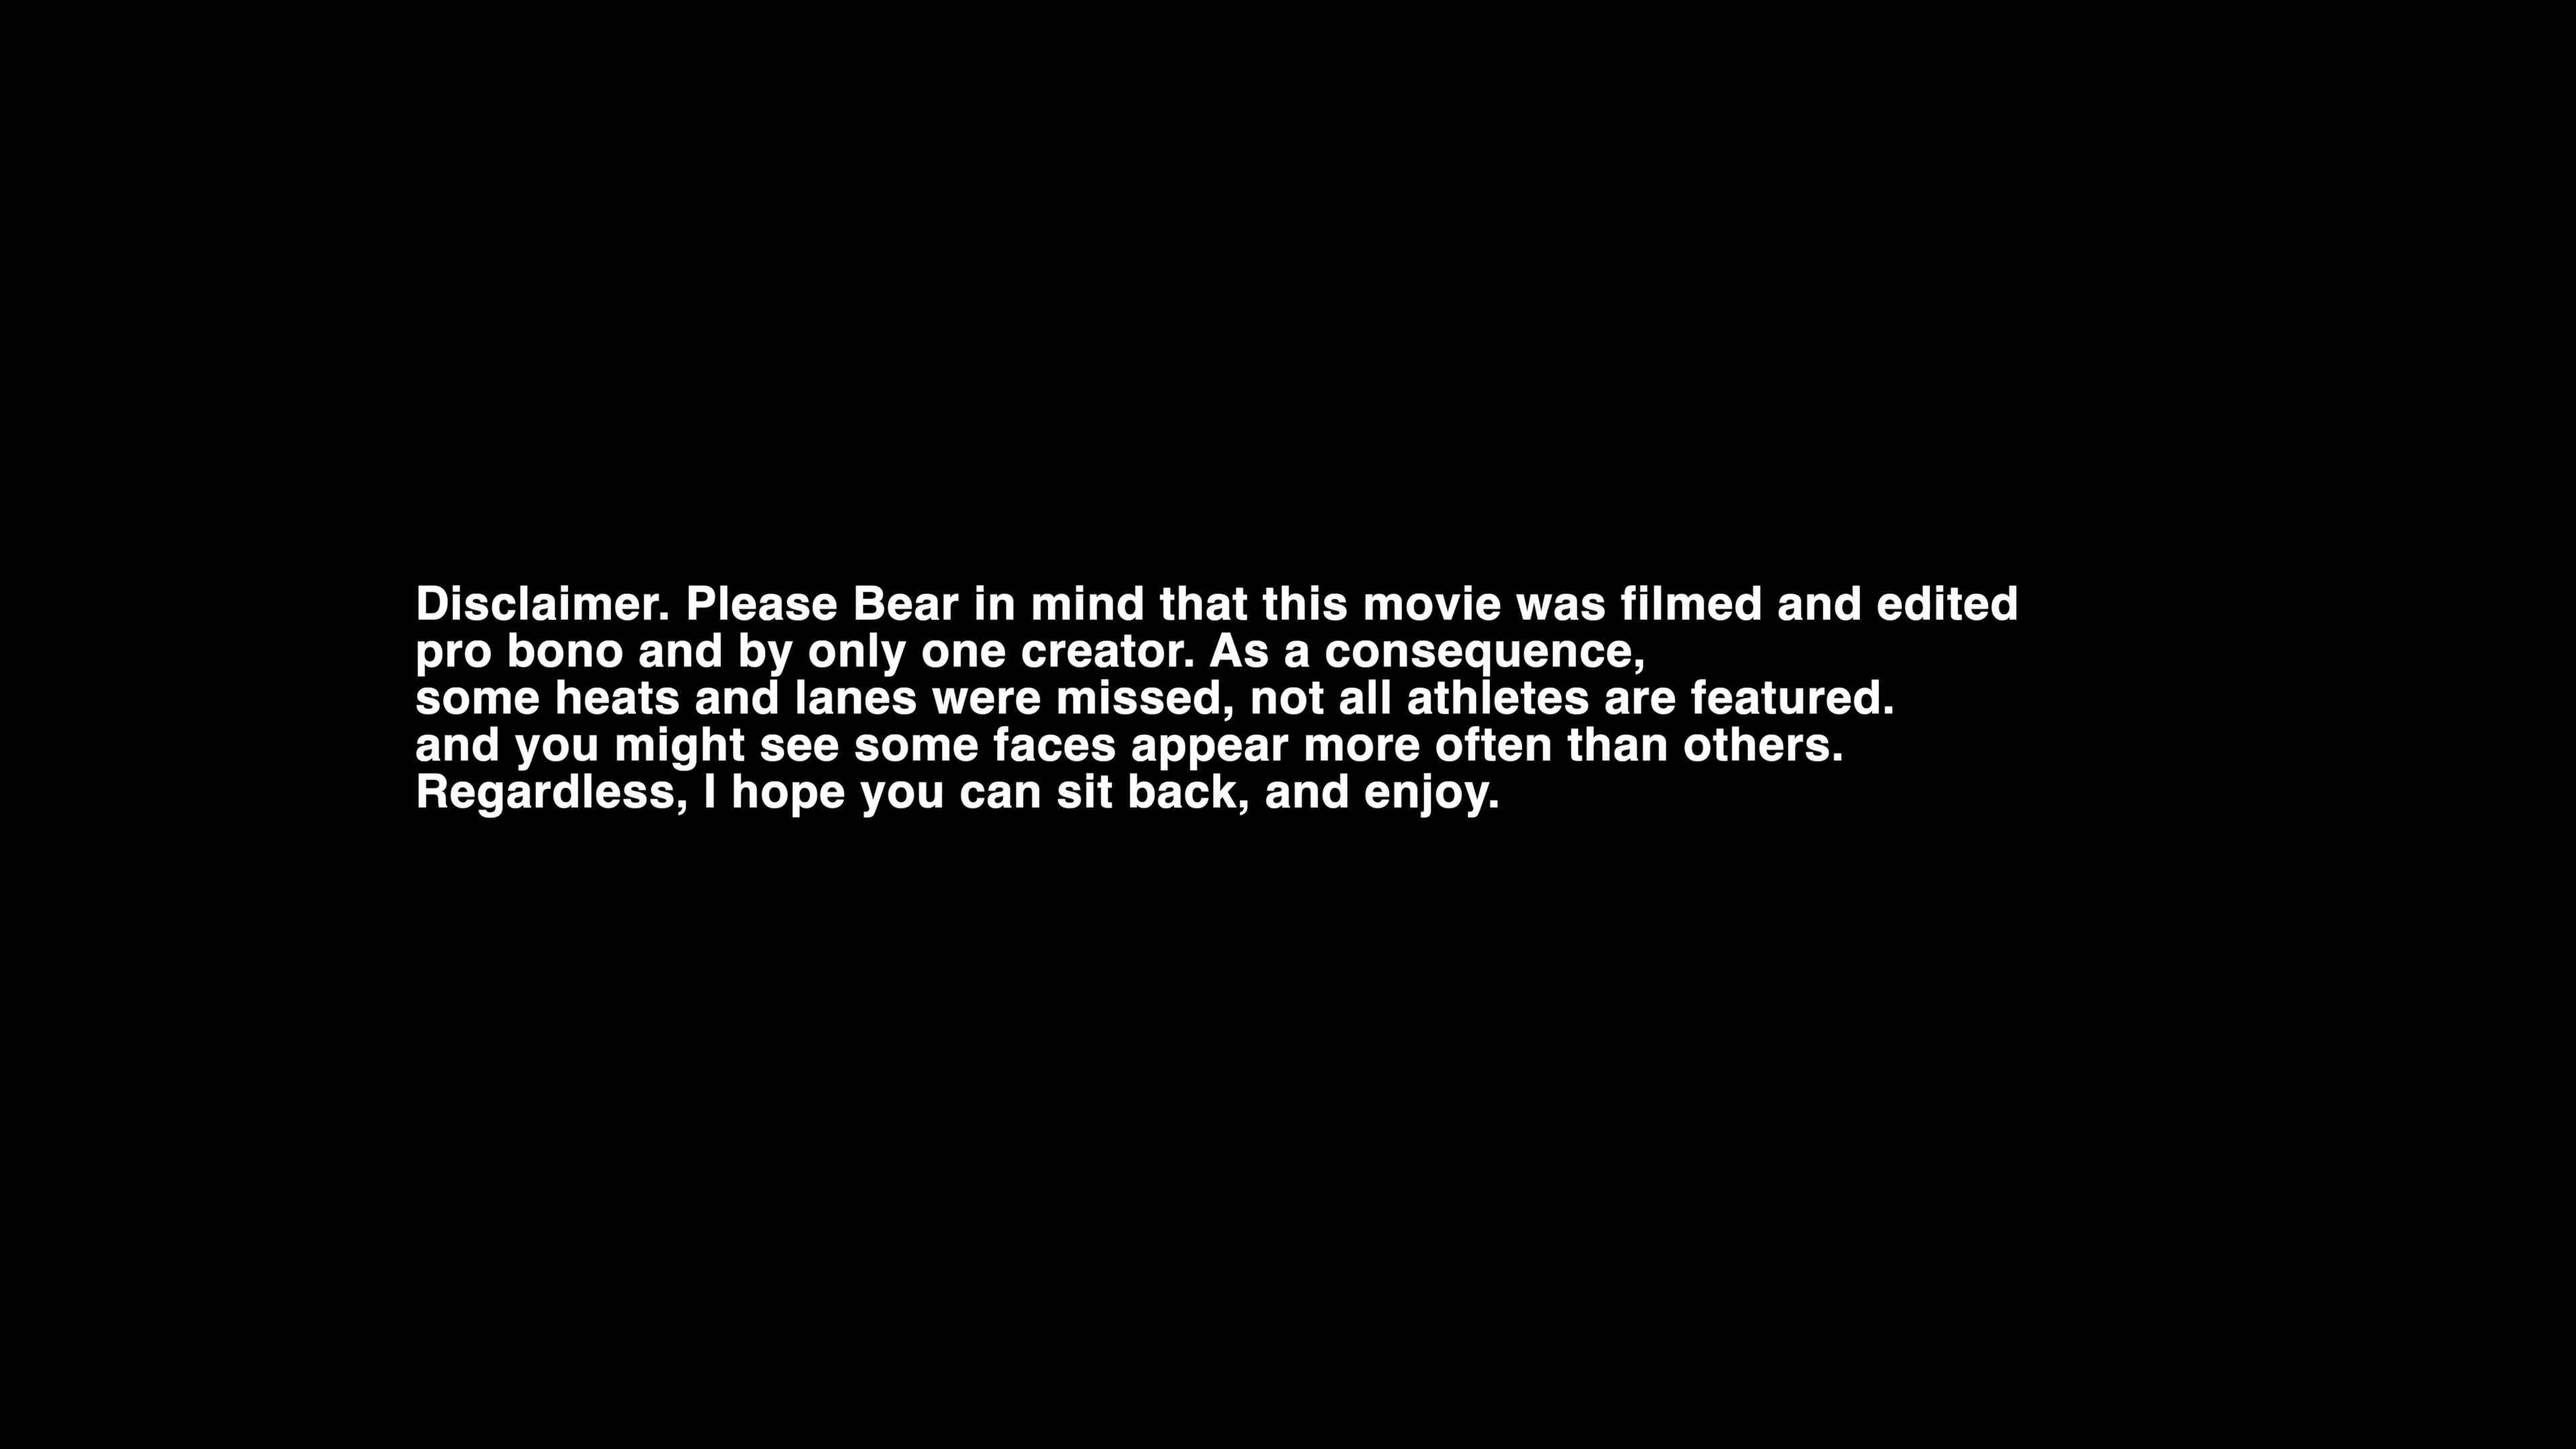 Disclaimer. Please Bear in mind that this movie was filmed and edited
pro bono and by only one creator. As a consequence,
some heats and lanes were missed, not all athletes are featured.
and you might see some faces appear more often than others.
Regardless, I hope you can sit back, and enjoy.